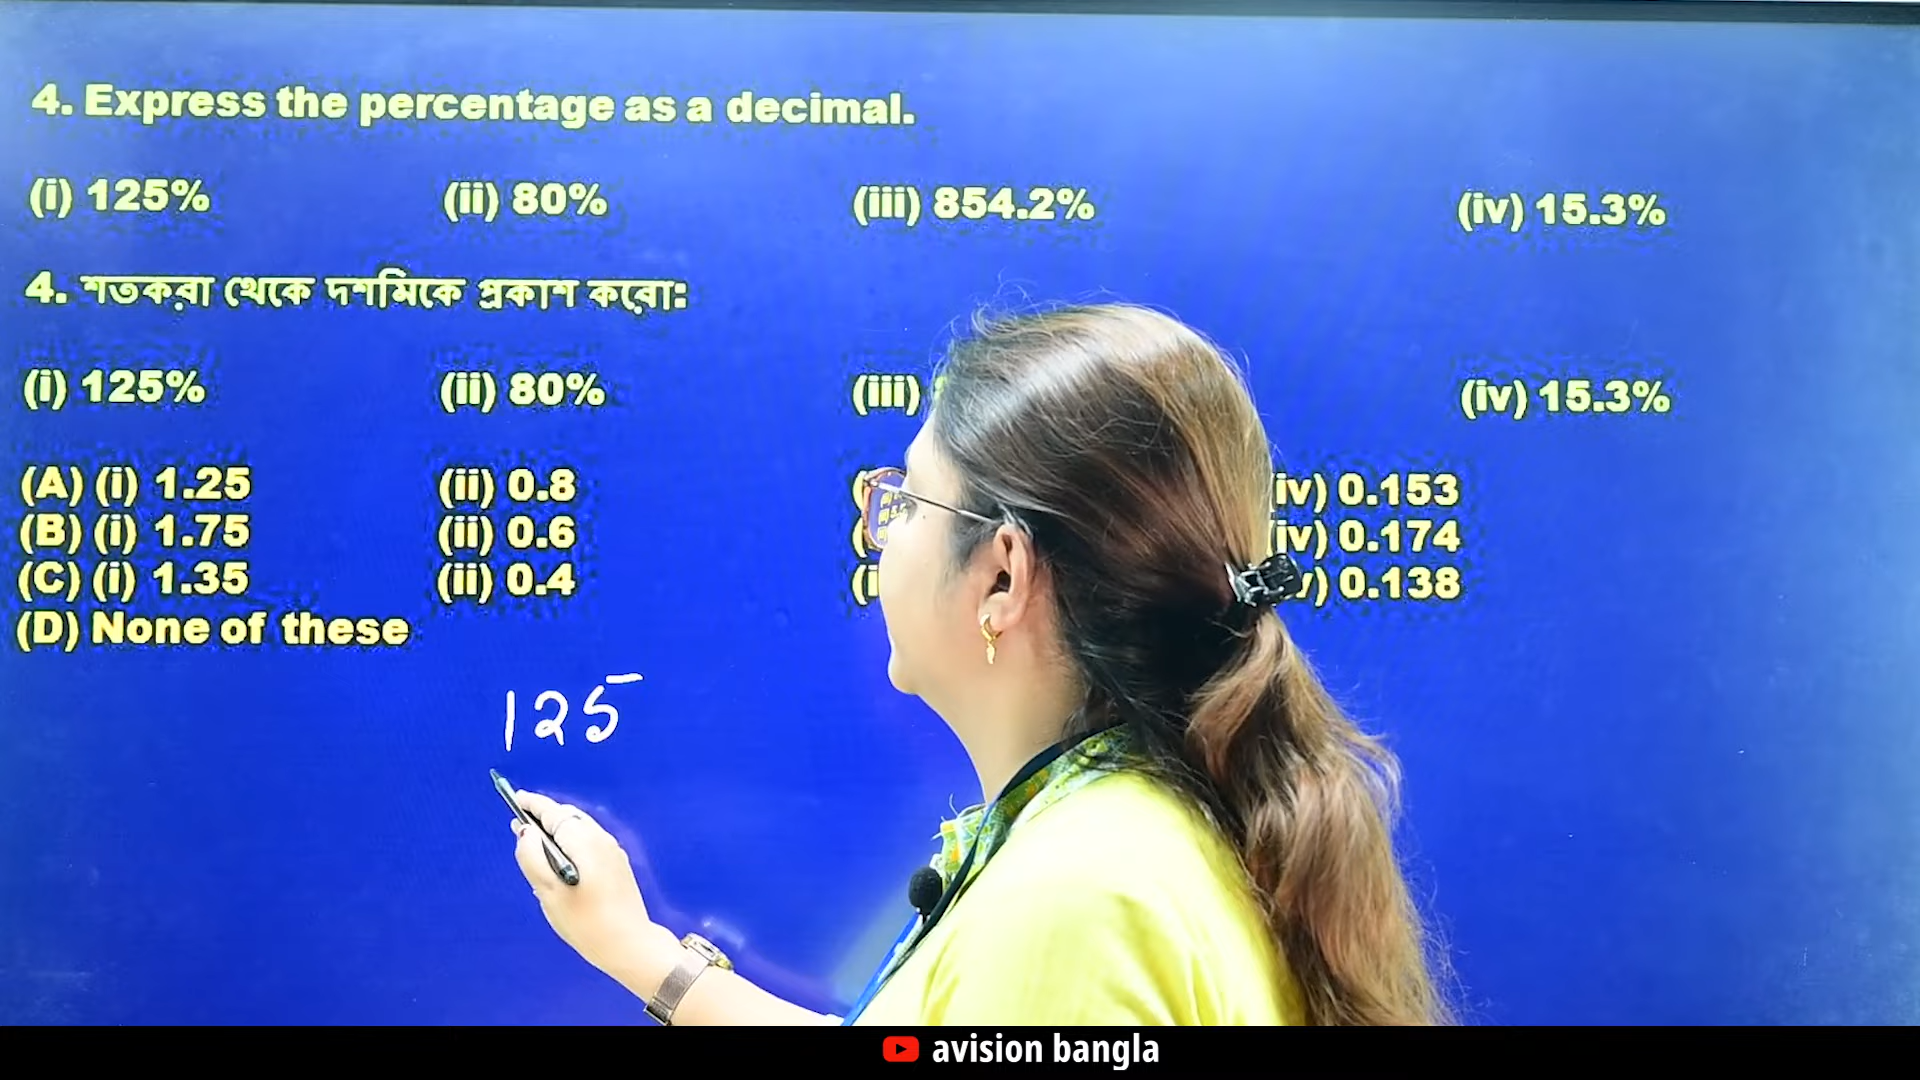 4. Express the percentage as a decimal.
(i) 125% (ii) 80% (iii) 854.2% (iv) 15.3%
4. শতকরা থেকে দশমিকে প্রকাশ করো:
(i) 125% (ii) 80% (iii) (iv) 15.3%
(A) (i) 1.25 (ii) 0.8 iv) 0.153
(B) (i) 1.75 (ii) 0.6 iv) 0.174
(C) (i) 1.35 (ii) 0.4 (i v) 0.138
(D) None of these
125
avision bangla